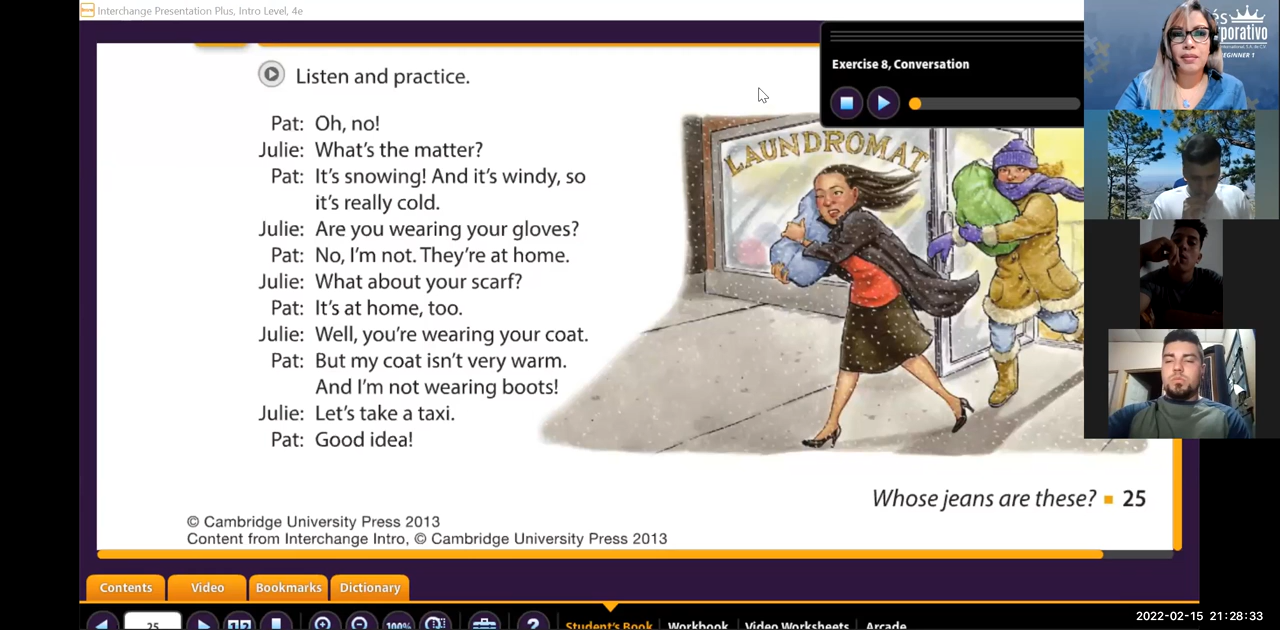 Interchange Presentation Plus, Intro Level, 4e
Listen and practice.
Exercise 8, Conversation
Pat: Oh, no!
Julie: What's the matter?
Pat: It's snowing! And it's windy, so
it's really cold.
Julie: Are you wearing your gloves?
Pat: No, I'm not. They're at home.
Julie: What about your scarf?
Pat: It's at home, too.
Julie: Well, you're wearing your coat.
Pat: But my coat isn't very warm.
And I'm not wearing boots!
Julie: Let's take a taxi.
Pat: Good idea!
LAUNDROMAT
Whose jeans are these? ■ 25
© Cambridge University Press 2013
Content from Interchange Intro, © Cambridge University Press 2013
Contents Video Bookmarks Dictionary
25 100% ?
Student's Book Workbook Video Worksheets Arcade
2022-02-15 21:28:33